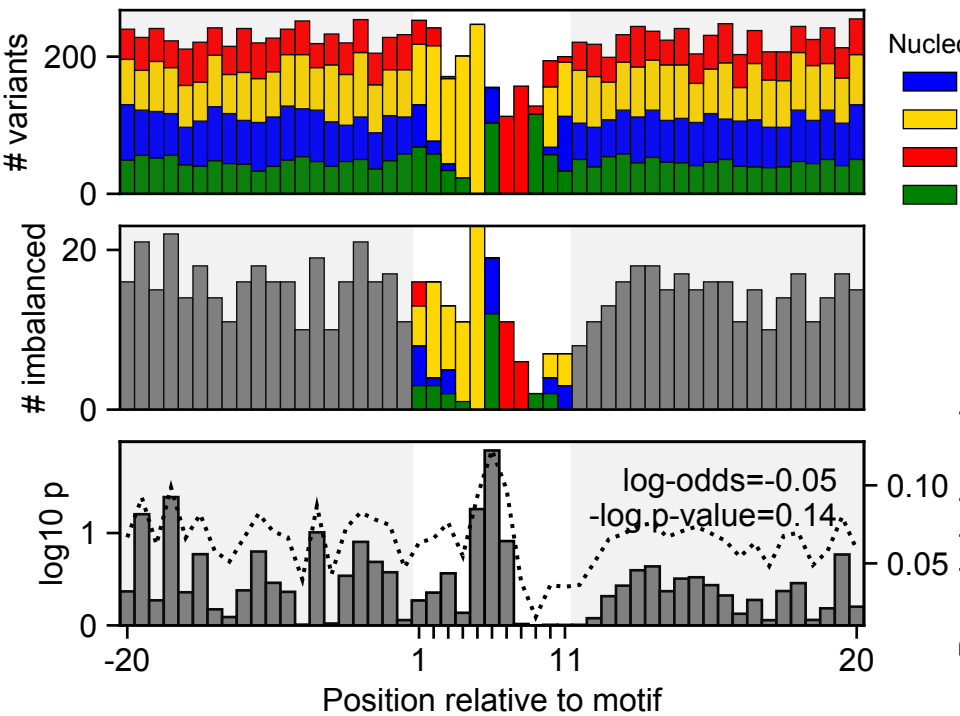 # variants
200
0
Nucleo
# imbalanced
20
0
log10 p
1
0
log-odds=-0.05
-log p-value=0.14
0.10
0.05
-20
1
11
20
Position relative to motif